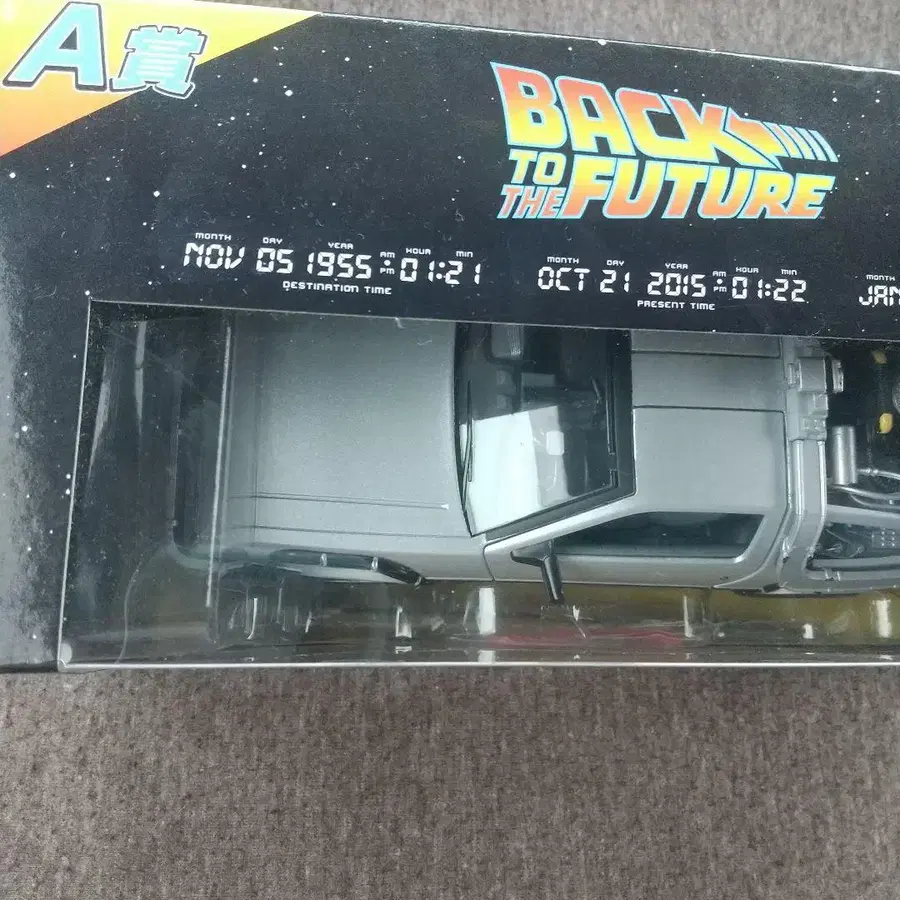 A賞
BACK
TO THE FUTURE
MONTH DAY YEAR AM PM HOUR MIN
NOV 05 1955 01:21
DESTINATION TIME
MONTH DAY YEAR AM PM HOUR MIN
OCT 21 2015 01:22
PRESENT TIME
MONTH
JAN